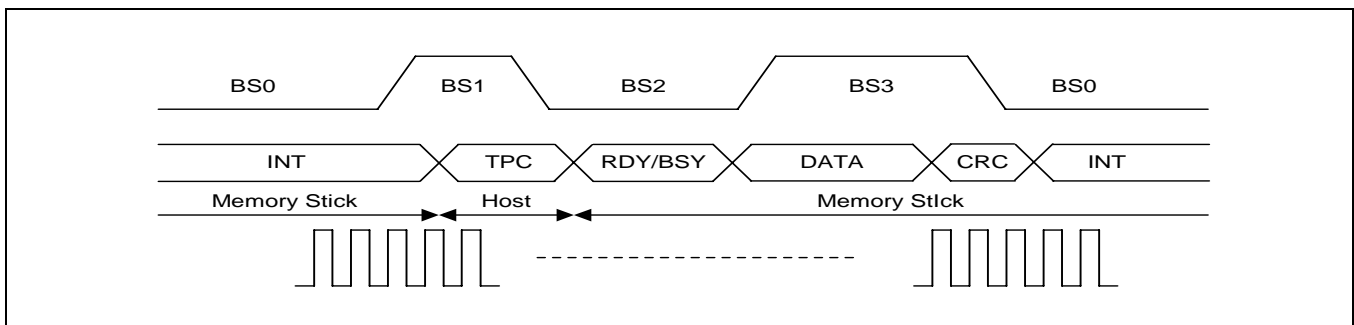 BS0 BS1 BS2 BS3 BS0
INT TPC RDY/BSY DATA CRC INT
Memory Stick Host Memory StIck